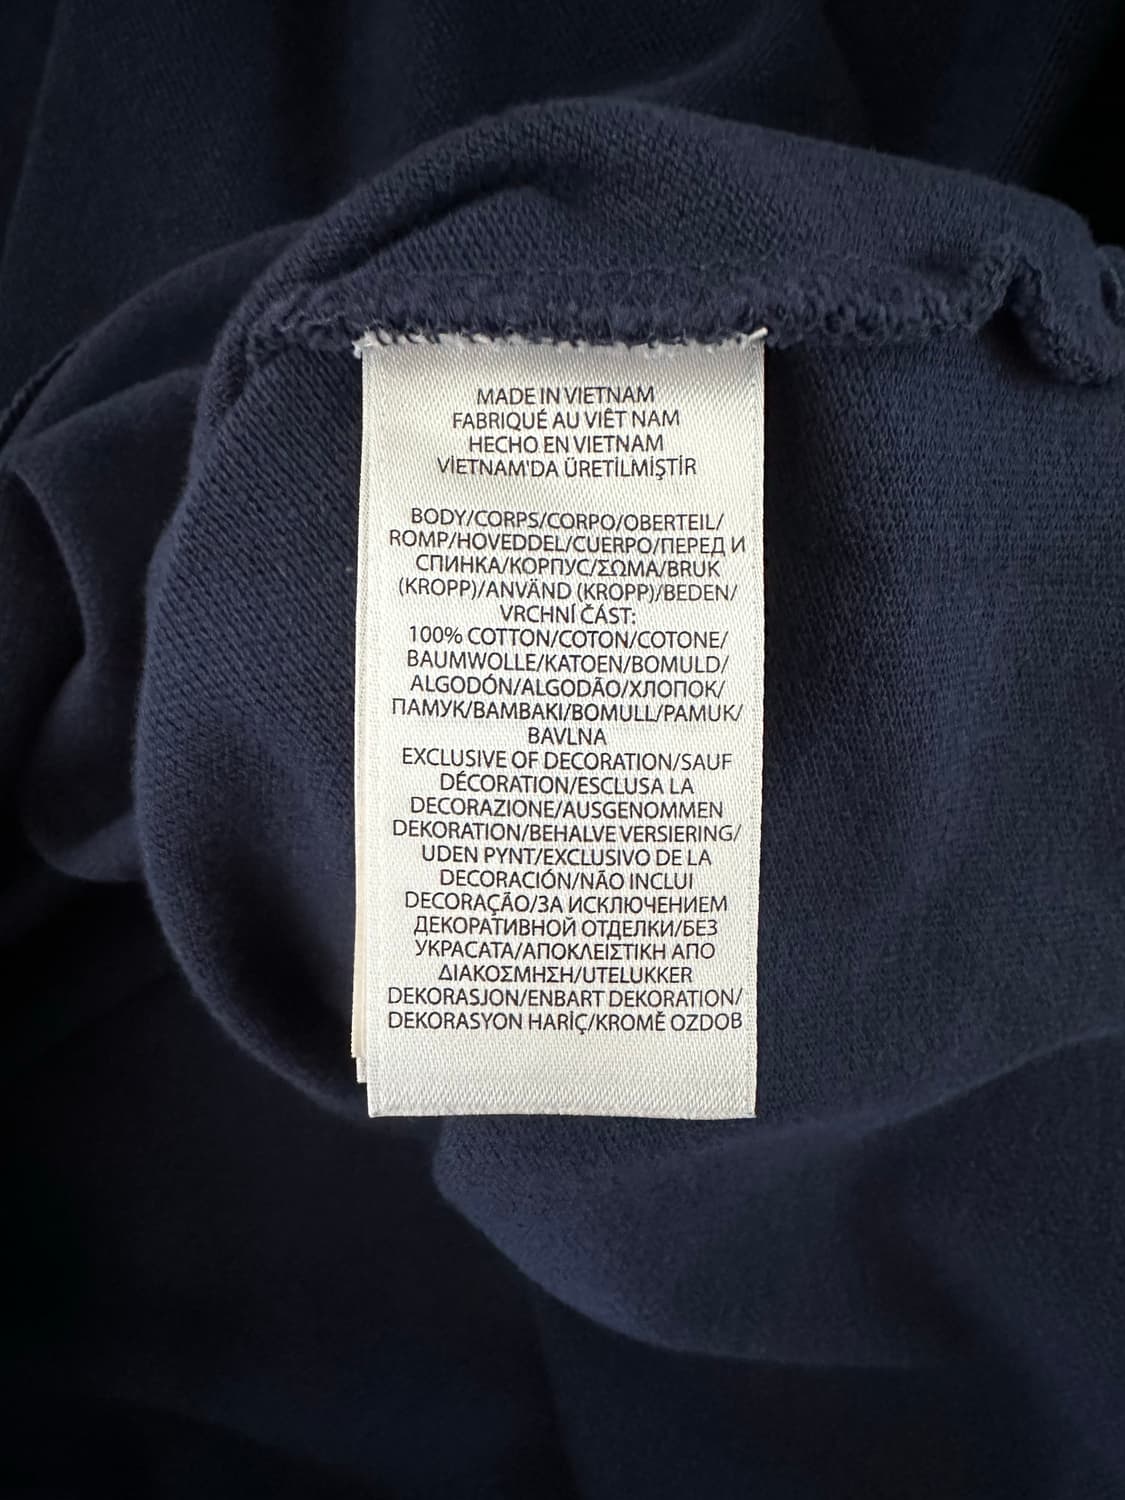 MADE IN VIETNAM
FABRIQUÉ AU VIÊT NAM
HECHO EN VIETNAM
VİETNAM'DA ÜRETİLMİŞTİR
BODY/CORPS/CORPO/OBERTEIL/
ROMP/HOVEDDEL/CUERPO/ПЕРЕД И
СПИНКА/КОРПУС/ΣΩΜΑ/BRUK
(KROPP)/ANVÄND (KROPP)/BEDEN/
VRCHNÍ ČÁST:
100% COTTON/COTON/COTONE/
BAUMWOLLE/KATOEN/BOMULD/
ALGODÓN/ALGODÃO/ХЛОПОК/
ПАМУК/BAMBAKI/BOMULL/PAMUK/
BAVLNA
EXCLUSIVE OF DECORATION/SAUF
DÉCORATION/ESCLUSA LA
DECORAZIONE/AUSGENOMMEN
DEKORATION/BEHALVE VERSIERING/
UDEN PYNT/EXCLUSIVO DE LA
DECORACIÓN/NÃO INCLUI
DECORAÇÃO/ЗА ИСКЛЮЧЕНИЕМ
ДЕКОРАТИВНОЙ ОТДЕЛКИ/БЕЗ
УКРАСАТА/ΑΠΟΚΛΕΙΣΤΙΚΗ ΑΠΟ
ΔΙΑΚΟΣΜΗΣΗ/UTELUKKER
DEKORASJON/ENBART DEKORATION/
DEKORASYON HARİÇ/KROMĚ OZDOB